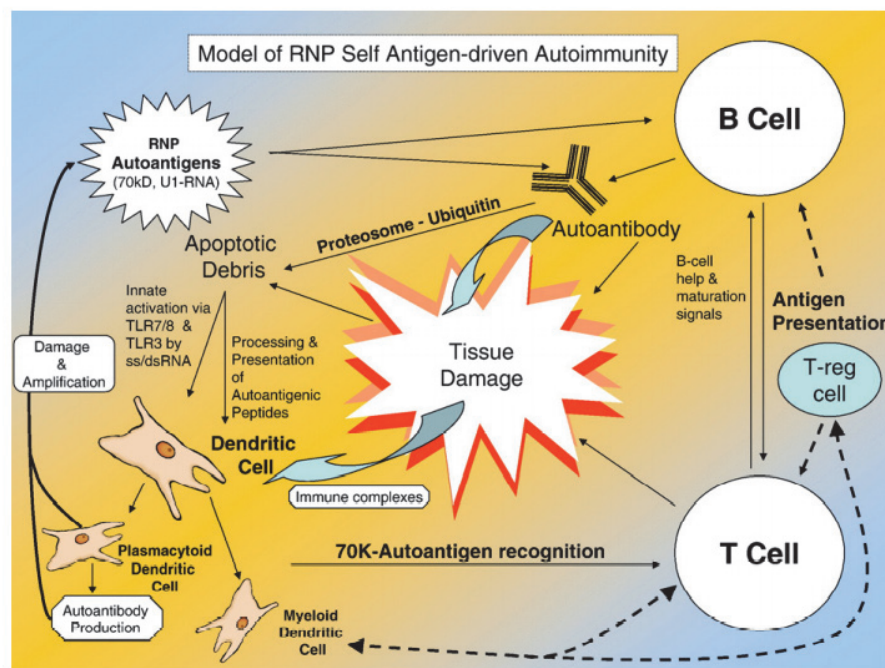 Model of RNP Self Antigen-driven Autoimmunity
RNP
Autoantigens
(70kD, U1-RNA)
B Cell
Autoantibody
Proteosome - Ubiquitin
Apoptotic
Debris
Innate
activation via
TLR7/8 &
TLR3 by
ss/dsRNA
Processing &
Presentation
of
Autoantigenic
Peptides
Damage
&
Amplification
Tissue
Damage
B-cell
help &
maturation
signals
Antigen
Presentation
T-reg
cell
Dendritic
Cell
Immune complexes
Plasmacytoid
Dendritic
Cell
70K-Autoantigen recognition
T Cell
Autoantibody
Production
Myeloid
Dendritic
Cell